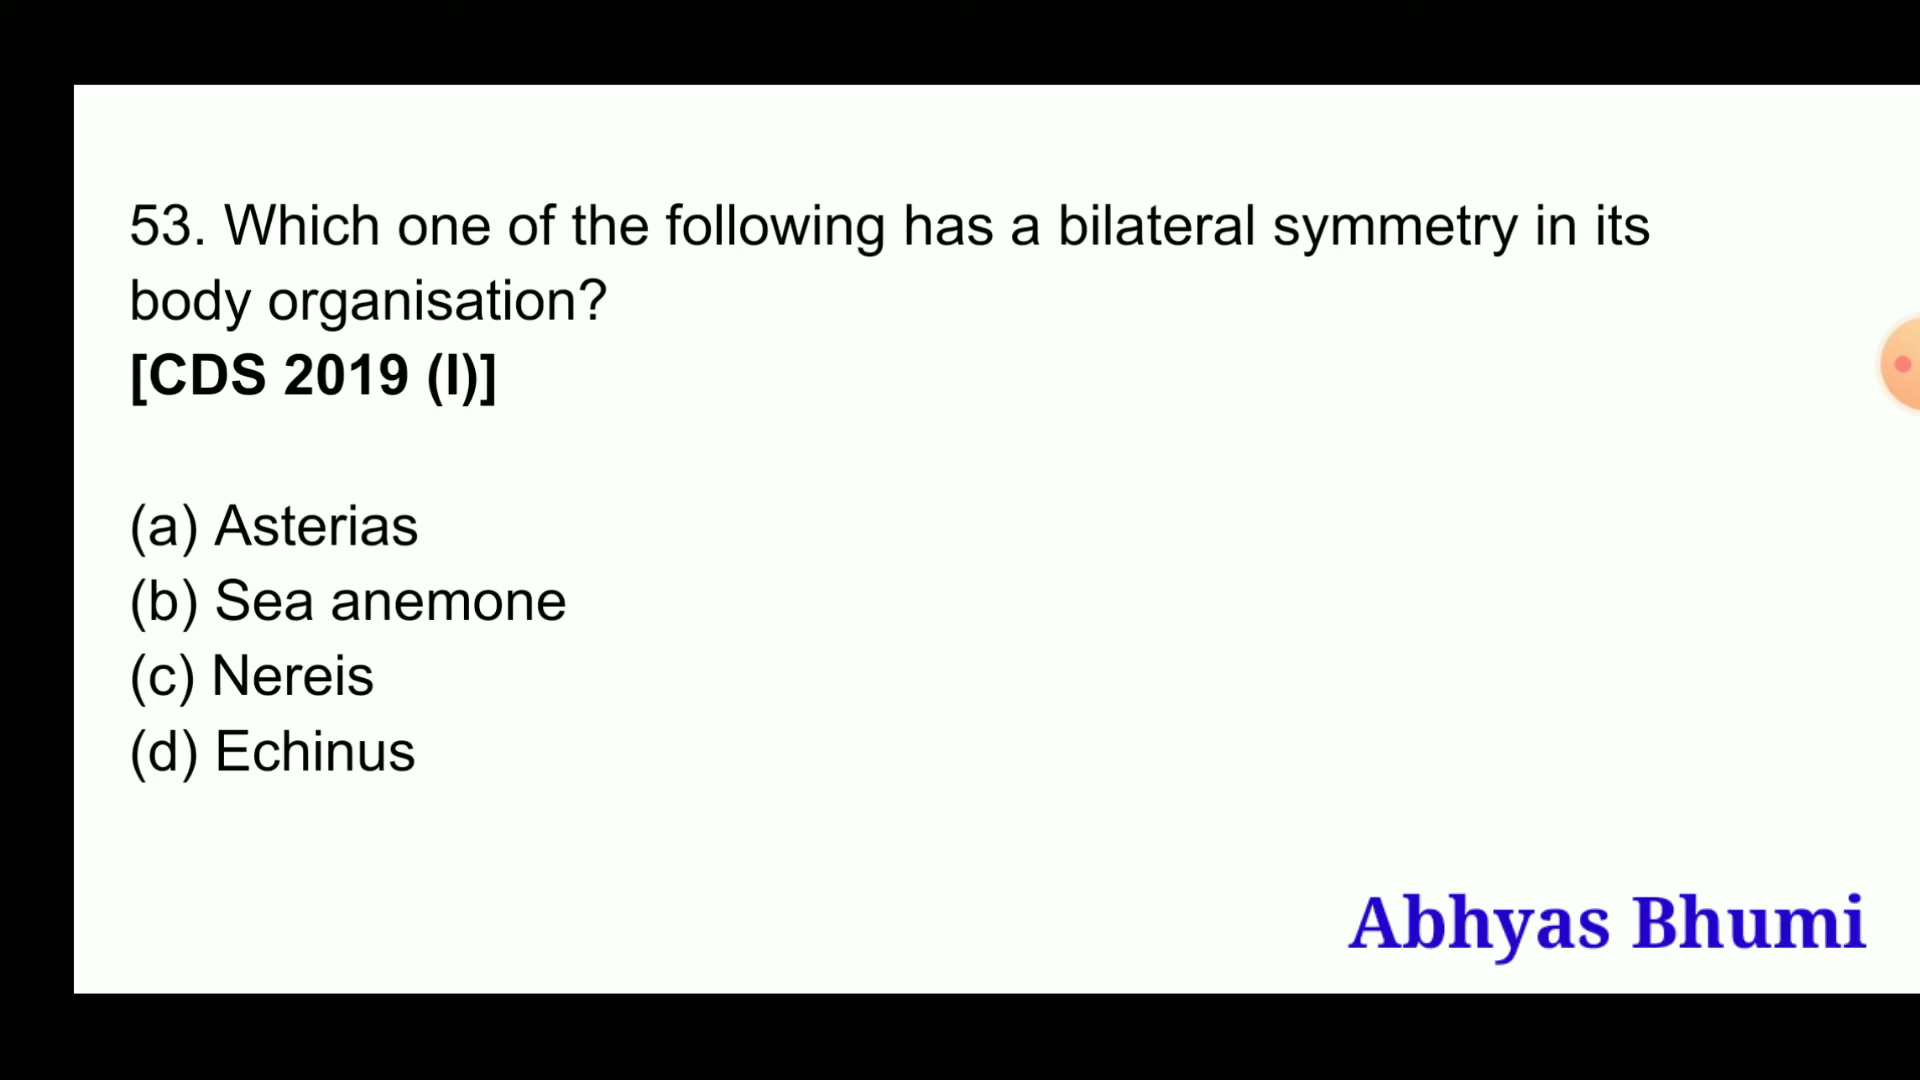 53. Which one of the following has a bilateral symmetry in its
body organisation?
[CDS 2019 (I)]
(a) Asterias
(b) Sea anemone
(c) Nereis
(d) Echinus
Abhyas Bhumi